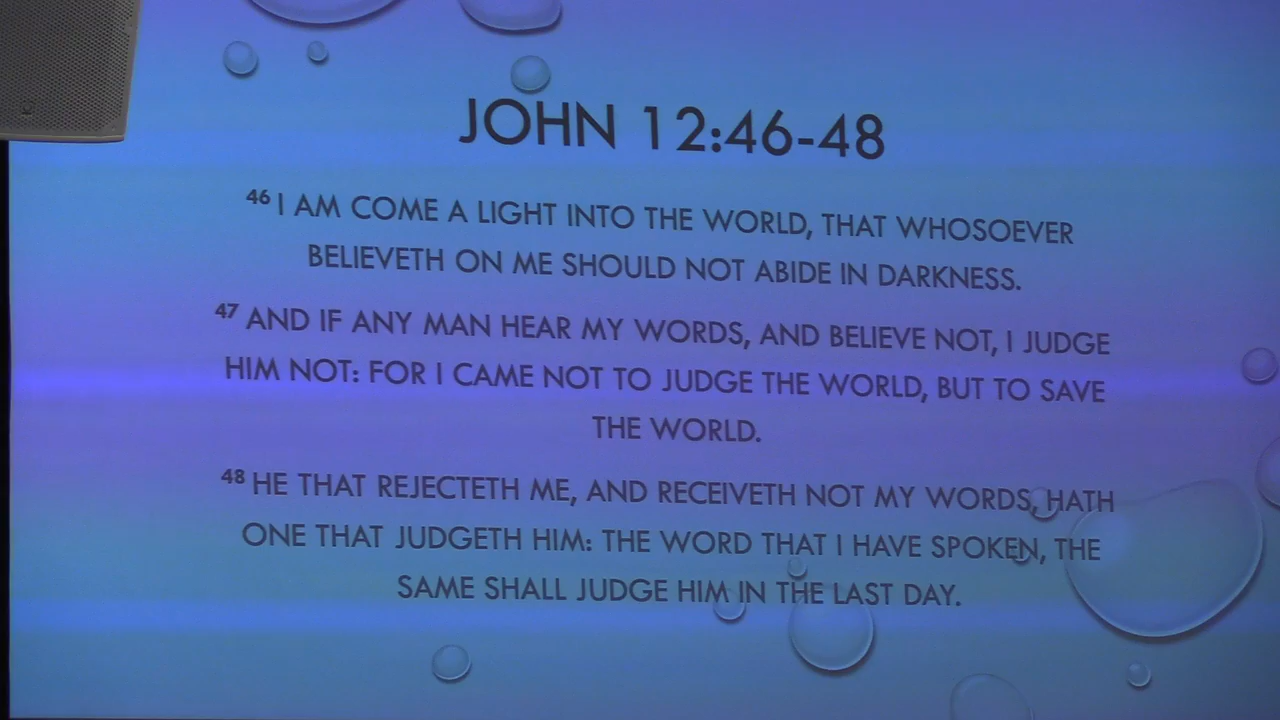 JOHN 12:46-48
46 I AM COME A LIGHT INTO THE WORLD, THAT WHOSOEVER
BELIEVETH ON ME SHOULD NOT ABIDE IN DARKNESS.
47 AND IF ANY MAN HEAR MY WORDS, AND BELIEVE NOT, I JUDGE
HIM NOT: FOR I CAME NOT TO JUDGE THE WORLD, BUT TO SAVE
THE WORLD.
48 HE THAT REJECTETH ME, AND RECEIVETH NOT MY WORDS, HATH
ONE THAT JUDGETH HIM: THE WORD THAT I HAVE SPOKEN, THE
SAME SHALL JUDGE HIM IN THE LAST DAY.